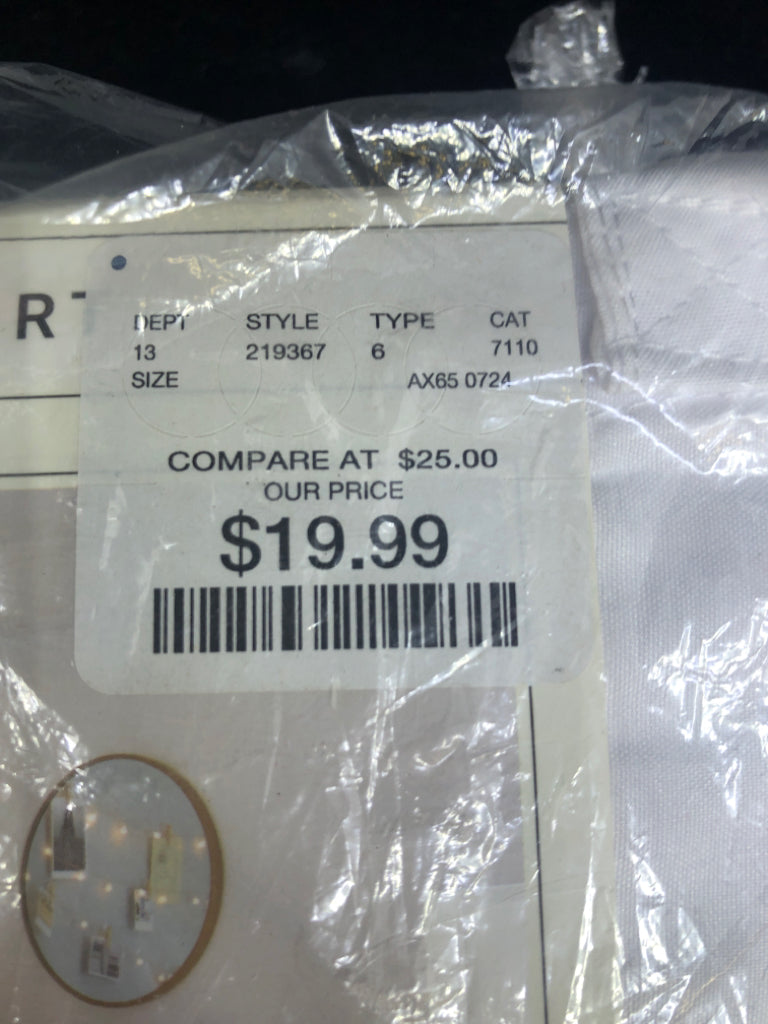 RT
DEPT STYLE TYPE CAT
13 219367 6 7110
SIZE AX65 0724
COMPARE AT $25.00
OUR PRICE
$19.99